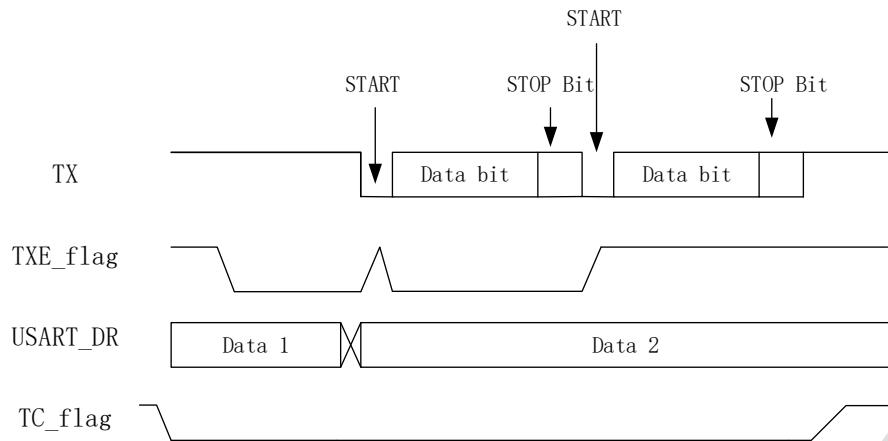 START
START
STOP Bit
STOP Bit
TX
Data bit
Data bit
TXE_flag
USART_DR
Data 1
Data 2
TC_flag